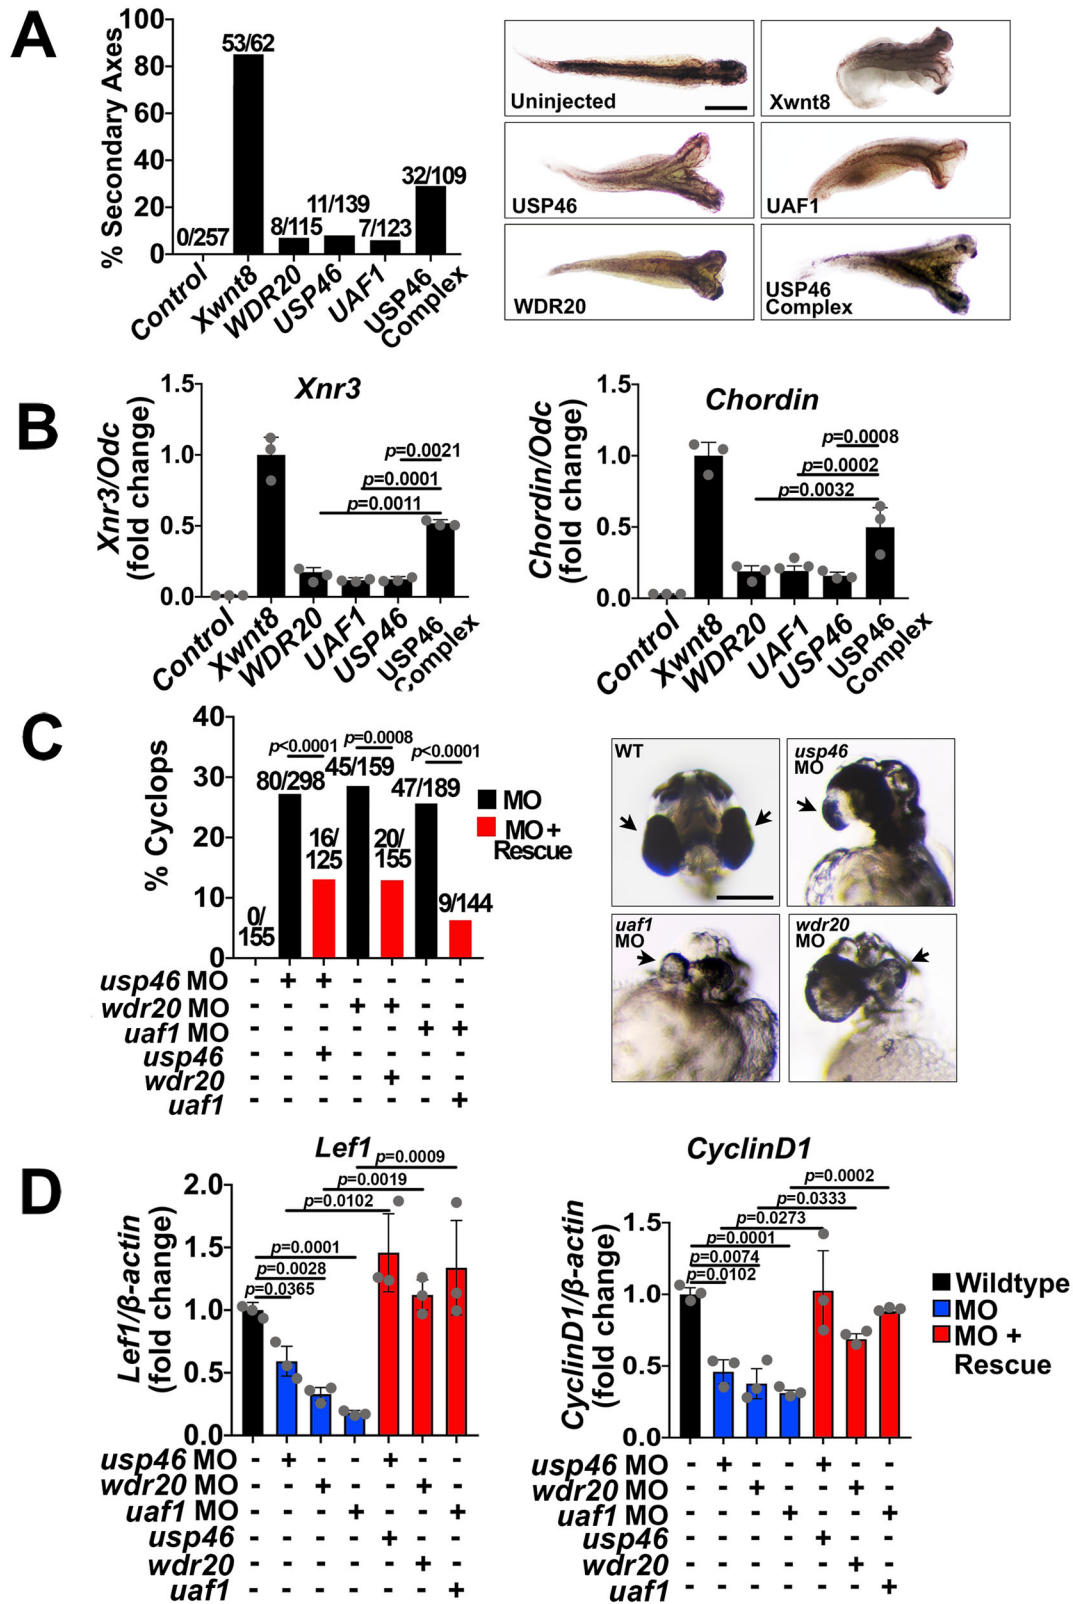 A
% Secondary Axes
100
80
60
40
20
0
0/257
53/62
8/115
11/139
7/123
32/109
Control
Xwnt8
WDR20
USP46
UAF1
USP46
Complex
Uninjected
Xwnt8
USP46
UAF1
WDR20
USP46
Complex
B
Xnr3
Xnr3/Odc
(fold change)
1.5
1.0
0.5
0.0
p=0.0021
p=0.0001
p=0.0011
Control
Xwnt8
WDR20
UAF1
USP46
USP46
Complex
Chordin
Chordin/Odc
(fold change)
1.5
1.0
0.5
0.0
p=0.0008
p=0.0002
p=0.0032
Control
Xwnt8
WDR20
UAF1
USP46
USP46
Complex
C
% Cyclops
40
30
20
10
0
p<0.0001
p=0.0008
p<0.0001
0/
155
80/298
16/
125
45/159
20/
155
47/189
9/144
MO
MO +
Rescue
usp46 MO - + + - - - -
wdr20 MO - - - + + - -
uaf1 MO - - - - - + +
usp46 - - + - - - -
wdr20 - - - - + - -
uaf1 - - - - - - +
WT
usp46
MO
uaf1
MO
wdr20
MO
D
Lef1
Lef1/β-actin
(fold change)
2.0
1.5
1.0
0.5
0.0
p=0.0009
p=0.0019
p=0.0102
p=0.0001
p=0.0028
p=0.0365
usp46 MO - + - - + - -
wdr20 MO - - + - - + -
uaf1 MO - - - + - - +
usp46 - - - - + - -
wdr20 - - - - - + -
uaf1 - - - - - - +
CyclinD1
CyclinD1/β-actin
(fold change)
1.5
1.0
0.5
0.0
p=0.0002
p=0.0333
p=0.0273
p=0.0001
p=0.0074
p=0.0102
usp46 MO - + - - + - -
wdr20 MO - - + - - + -
uaf1 MO - - - + - - +
usp46 - - - - + - -
wdr20 - - - - - + -
uaf1 - - - - - - +
Wildtype
MO
MO +
Rescue